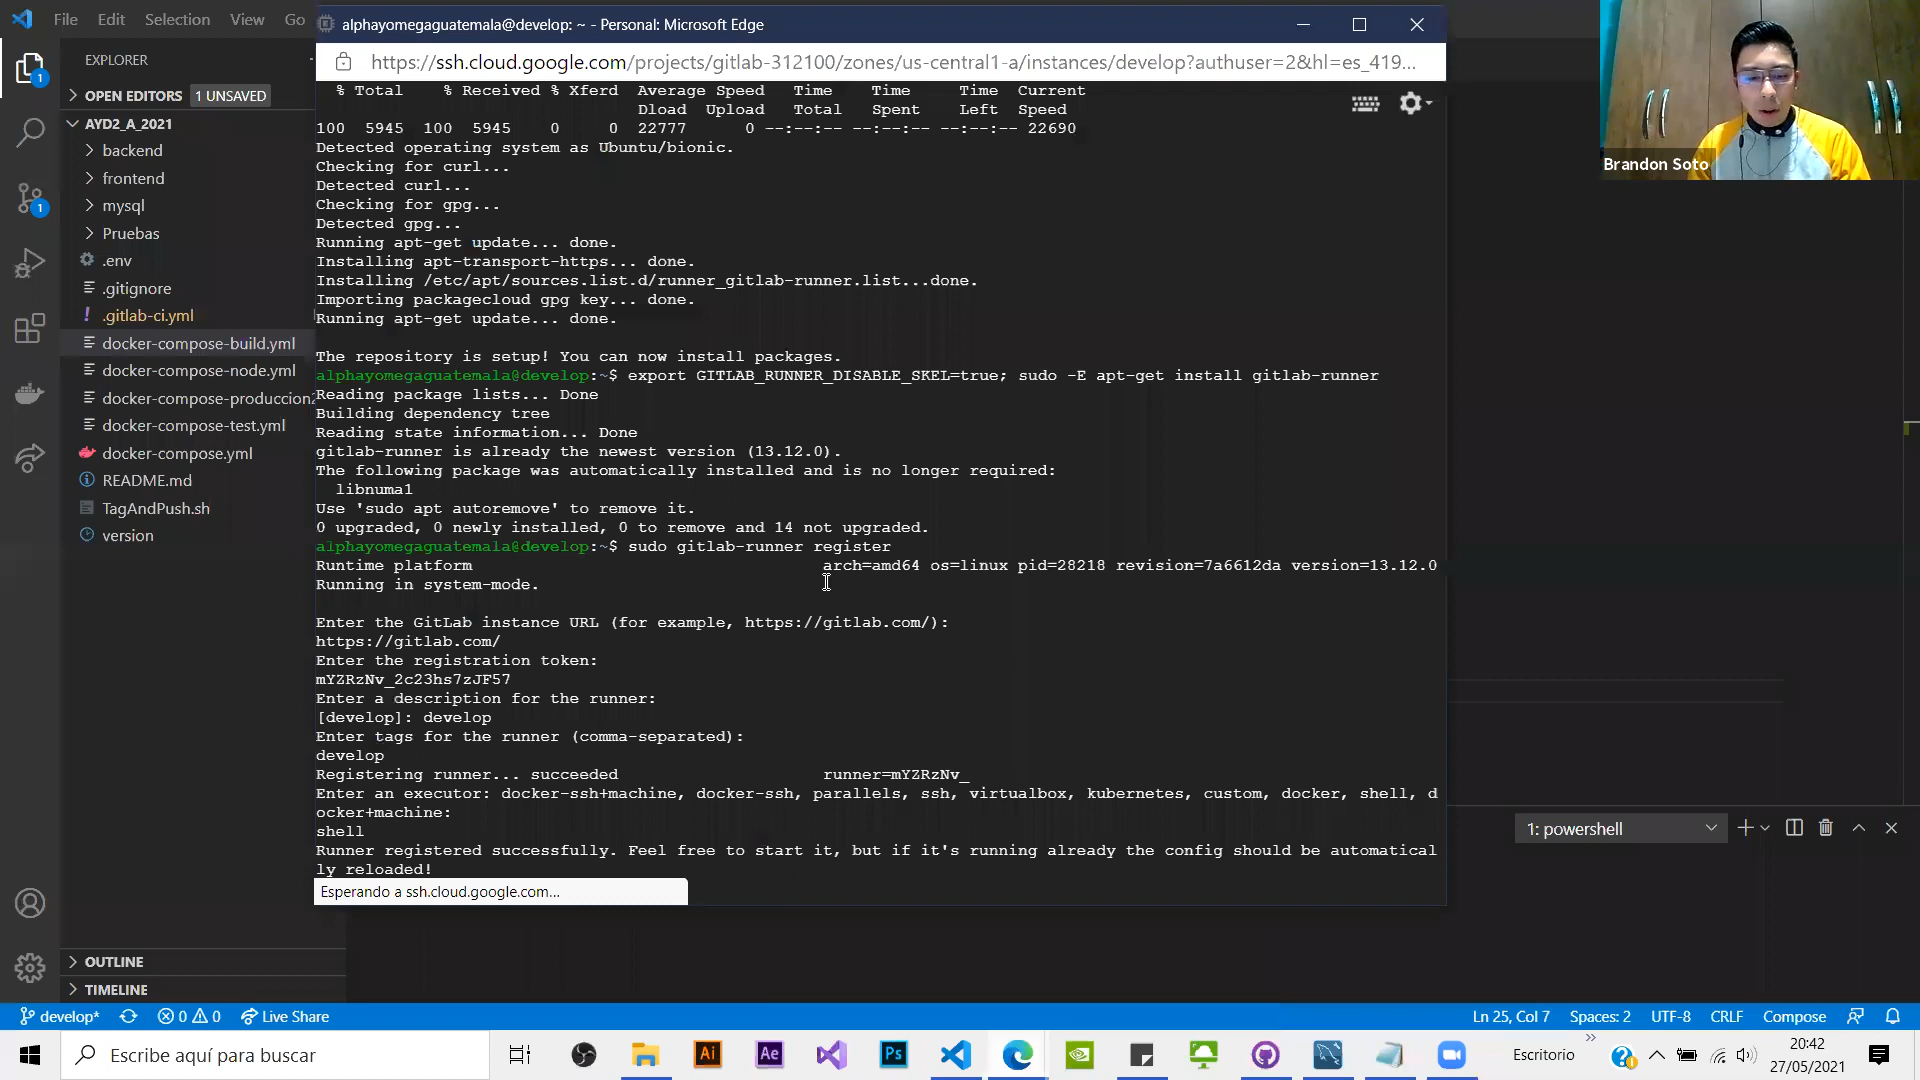 File Edit Selection View Go
alphayomegaguatemala@develop: ~ - Personal: Microsoft Edge
https://ssh.cloud.google.com/projects/gitlab-312100/zones/us-central1-a/instances/develop?authuser=2&hl=es_419...
EXPLORER
OPEN EDITORS 1 UNSAVED
AYD2_A_2021
backend
frontend
mysql
Pruebas
.env
.gitignore
! .gitlab-ci.yml
docker-compose-build.yml
docker-compose-node.yml
docker-compose-produccion2
docker-compose-test.yml
docker-compose.yml
README.md
TagAndPush.sh
version
OUTLINE
TIMELINE
1
1
% Total % Received % Xferd Average Speed Time Time Time Current
Dload Upload Total Spent Left Speed
100 5945 100 5945 0 0 22777 0 --:--:-- --:--:-- --:--:-- 22690
Detected operating system as Ubuntu/bionic.
Checking for curl...
Detected curl...
Checking for gpg...
Detected gpg...
Running apt-get update... done.
Installing apt-transport-https... done.
Installing /etc/apt/sources.list.d/runner_gitlab-runner.list...done.
Importing packagecloud gpg key... done.
Running apt-get update... done.
The repository is setup! You can now install packages.
alphayomegaguatemala@develop:~$ export GITLAB_RUNNER_DISABLE_SKEL=true; sudo -E apt-get install gitlab-runner
Reading package lists... Done
Building dependency tree
Reading state information... Done
gitlab-runner is already the newest version (13.12.0).
The following package was automatically installed and is no longer required:
libnuma1
Use 'sudo apt autoremove' to remove it.
0 upgraded, 0 newly installed, 0 to remove and 14 not upgraded.
alphayomegaguatemala@develop:~$ sudo gitlab-runner register
Runtime platform arch=amd64 os=linux pid=28218 revision=7a6612da version=13.12.0
Running in system-mode.
Enter the GitLab instance URL (for example, https://gitlab.com/):
https://gitlab.com/
Enter the registration token:
mYZRzNv_2c23hs7zJF57
Enter a description for the runner:
[develop]: develop
Enter tags for the runner (comma-separated):
develop
Registering runner... succeeded runner=mYZRzNv_
Enter an executor: docker-ssh+machine, docker-ssh, parallels, ssh, virtualbox, kubernetes, custom, docker, shell, d
ocker+machine:
shell
Runner registered successfully. Feel free to start it, but if it's running already the config should be automatical
ly reloaded!
Esperando a ssh.cloud.google.com...
Brandon Soto
1: powershell
develop* 0 0 Live Share
Ln 25, Col 7 Spaces: 2 UTF-8 CRLF Compose
Escribe aquí para buscar
Ai Ae Ps
Escritorio
20:42
27/05/2021